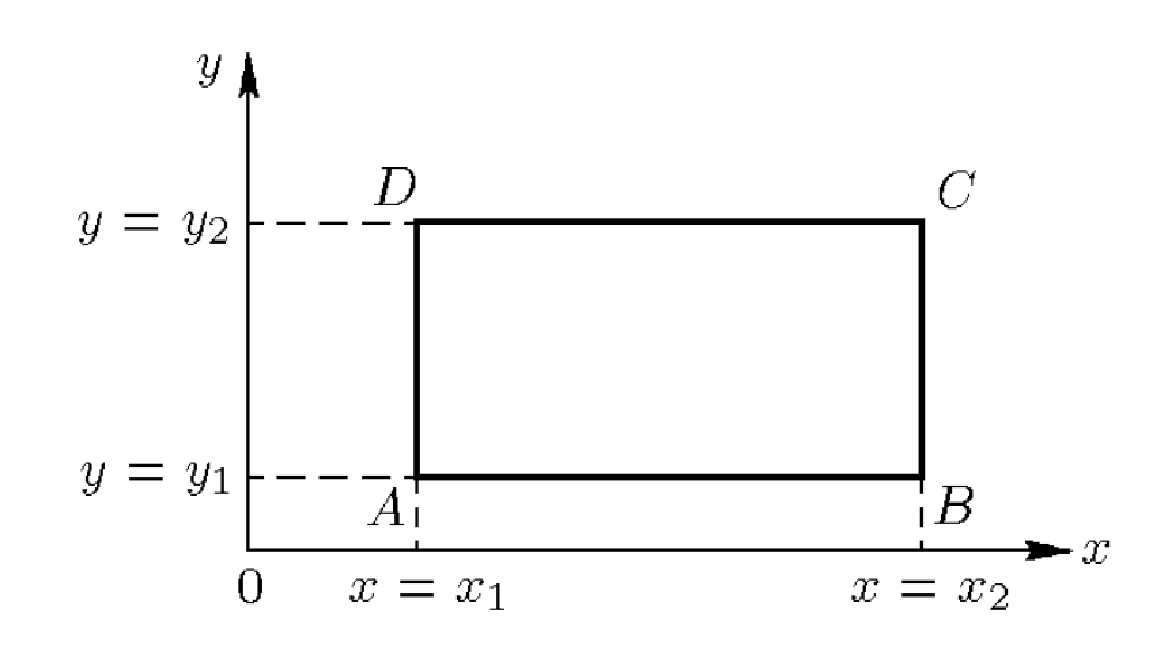 y
D C
y = y₂
y = y₁
A B
x
0 x = x₁ x = x₂